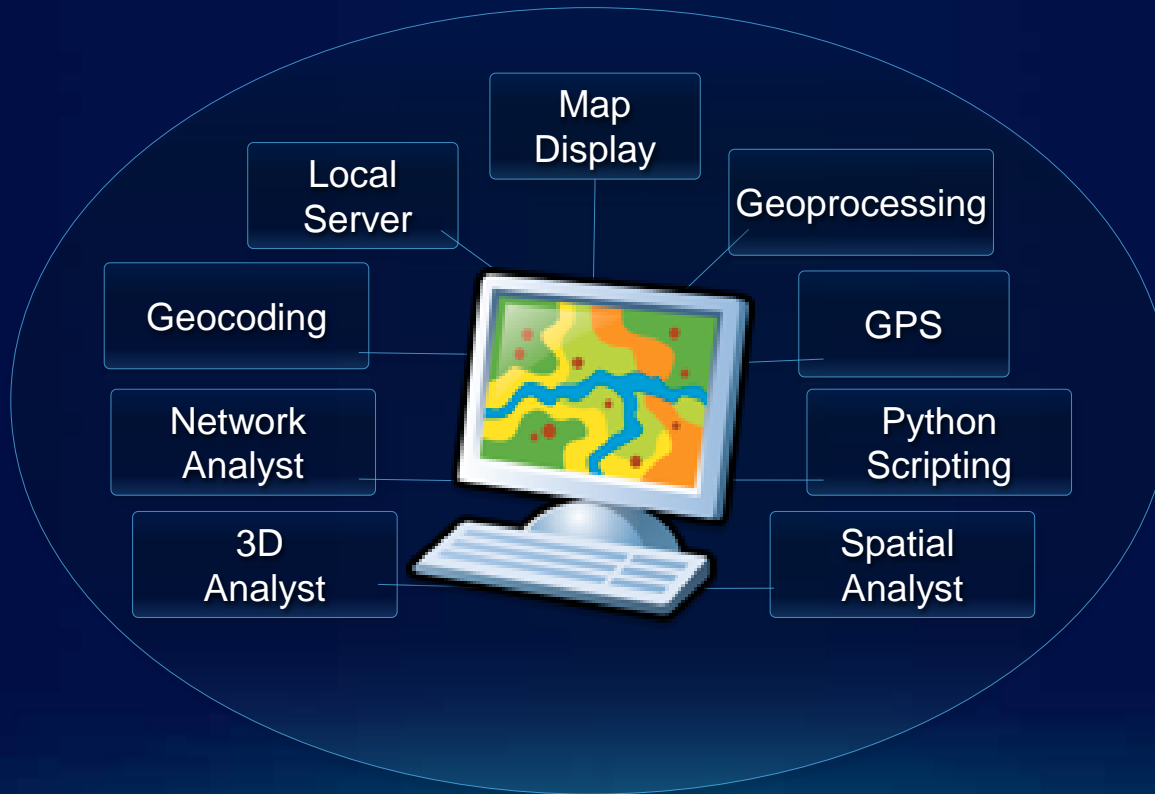 Map
Display
Local
Server
Geoprocessing
Geocoding
GPS
Network
Analyst
Python
Scripting
3D
Analyst
Spatial
Analyst